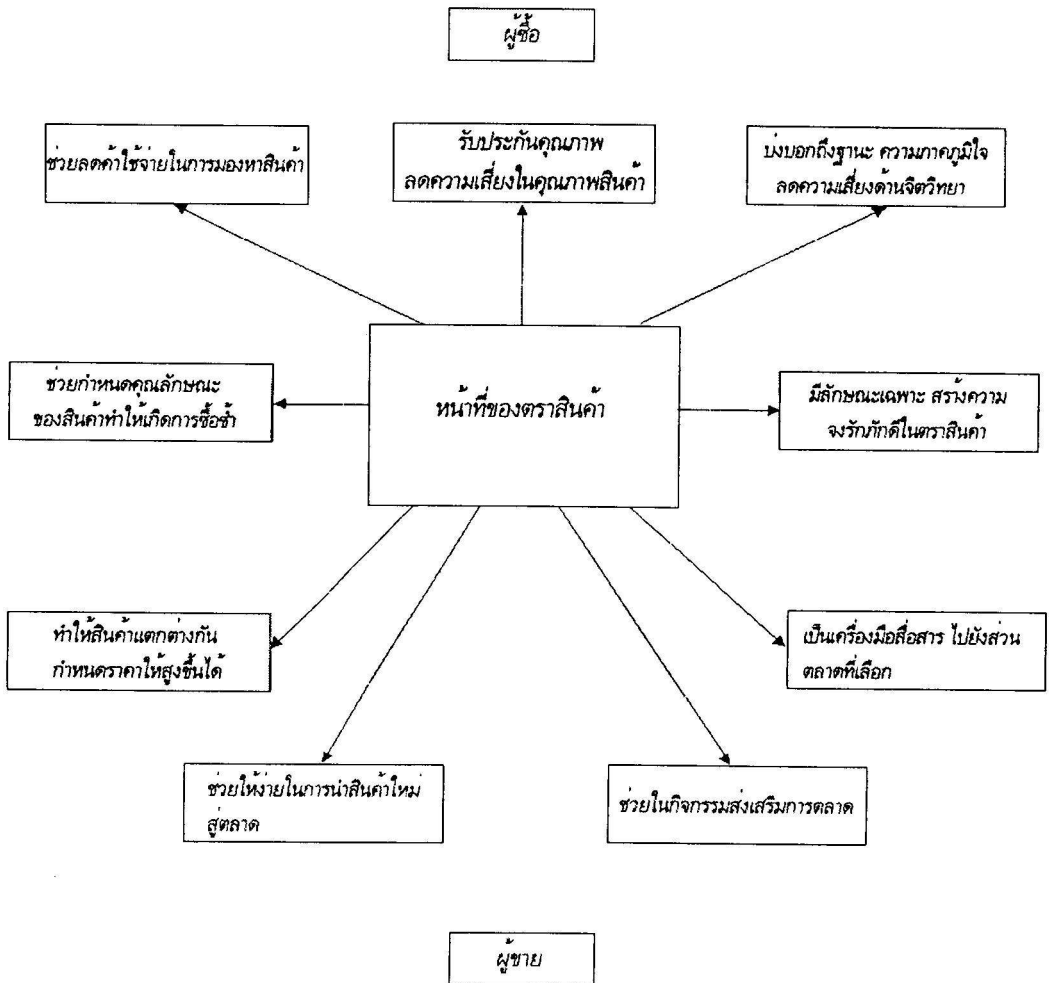 ผู้ซื้อ
ช่วยลดค่าใช้จ่ายในการมองหาสินค้า
รับประกันคุณภาพ
ลดความเสี่ยงในคุณภาพสินค้า
บ่งบอกถึงฐานะ ความภาคภูมิใจ
ลดความเสี่ยงด้านจิตวิทยา
ช่วยกำหนดคุณลักษณะ
ของสินค้าทำให้เกิดการซื้อซ้ำ
หน้าที่ของตราสินค้า
มีลักษณะเฉพาะ สร้างความ
จงรักภักดีในตราสินค้า
ทำให้สินค้าแตกต่างกัน
กำหนดราคาให้สูงขึ้นได้
เป็นเครื่องมือสื่อสาร ไปยังส่วน
ตลาดที่เลือก
ช่วยให้ง่ายในการนำสินค้าใหม่
สู่ตลาด
ช่วยในกิจกรรมส่งเสริมการตลาด
ผู้ขาย